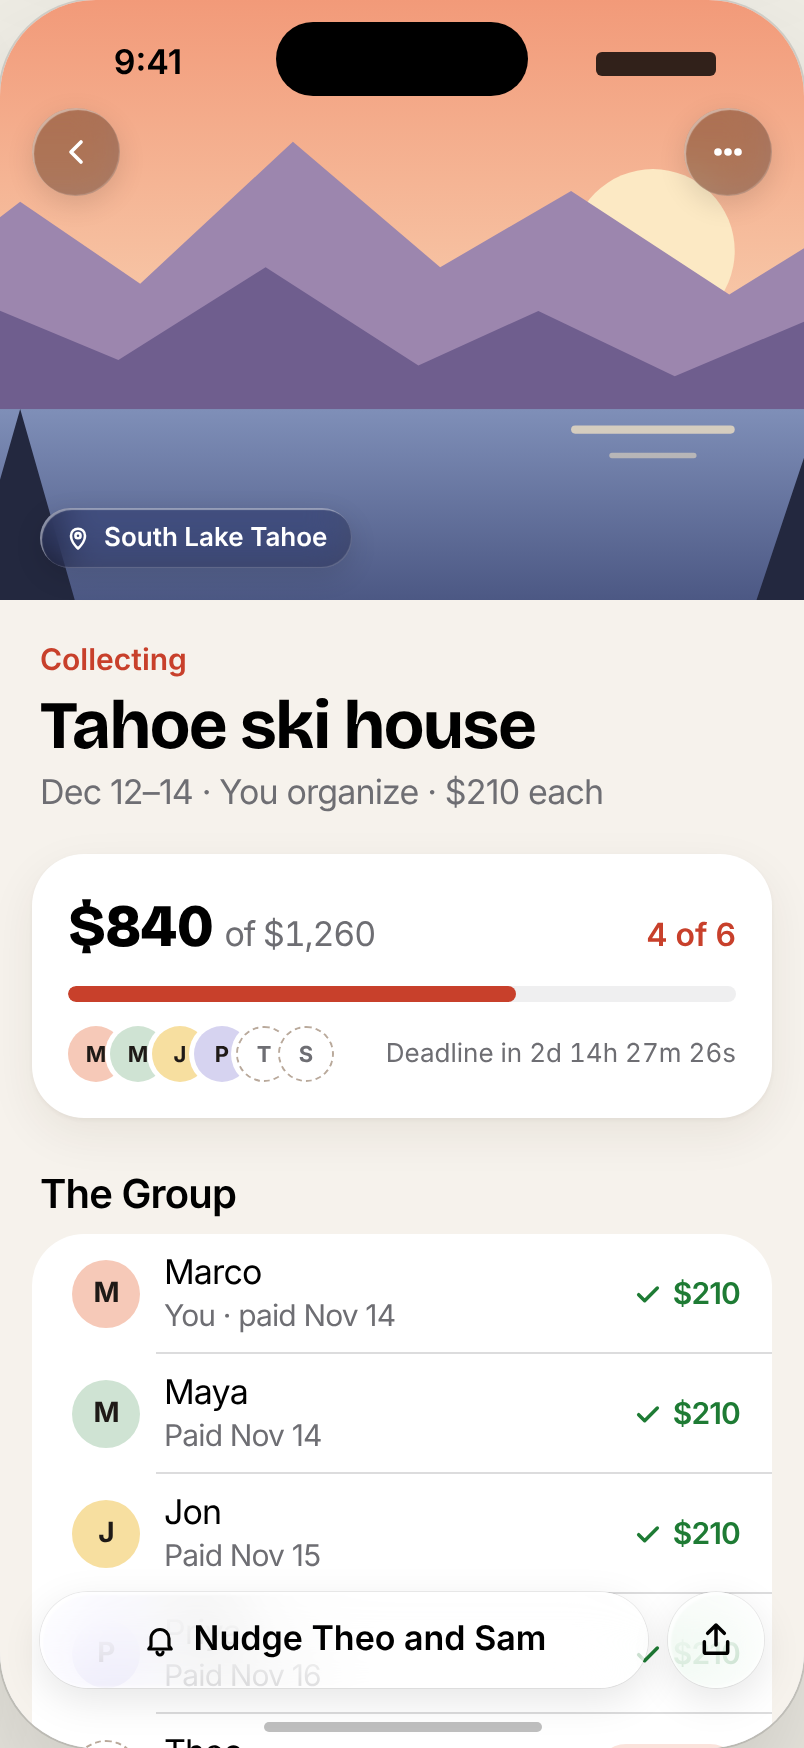 9:41
South Lake Tahoe
Collecting
Tahoe ski house
Dec 12–14 · You organize · $210 each
$840 of $1,260
4 of 6
M M J P T S
Deadline in 2d 14h 27m 26s
The Group
M
Marco
You · paid Nov 14
$210
M
Maya
Paid Nov 14
$210
J
Jon
Paid Nov 15
$210
P
Paid Nov 16
$210
Nudge Theo and Sam
Theo